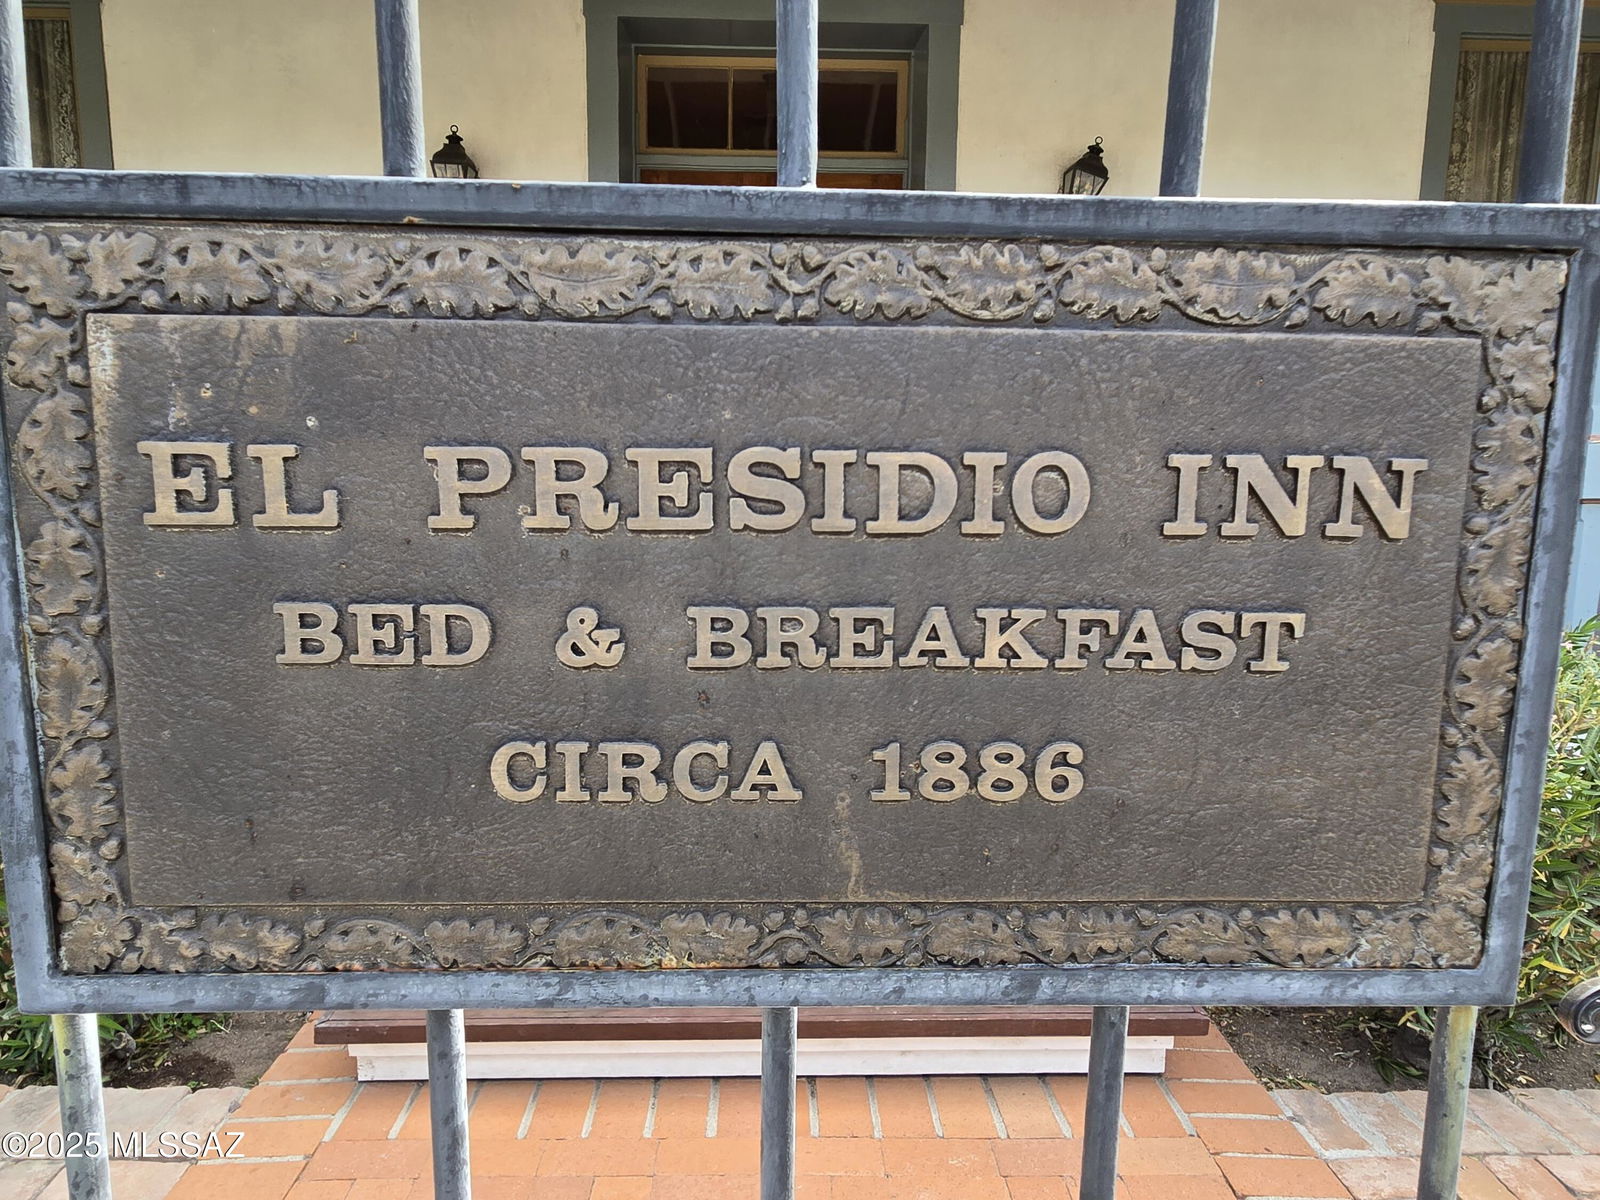 EL PRESIDIO INN
BED & BREAKFAST
CIRCA 1886
©2025 MLSSAZ